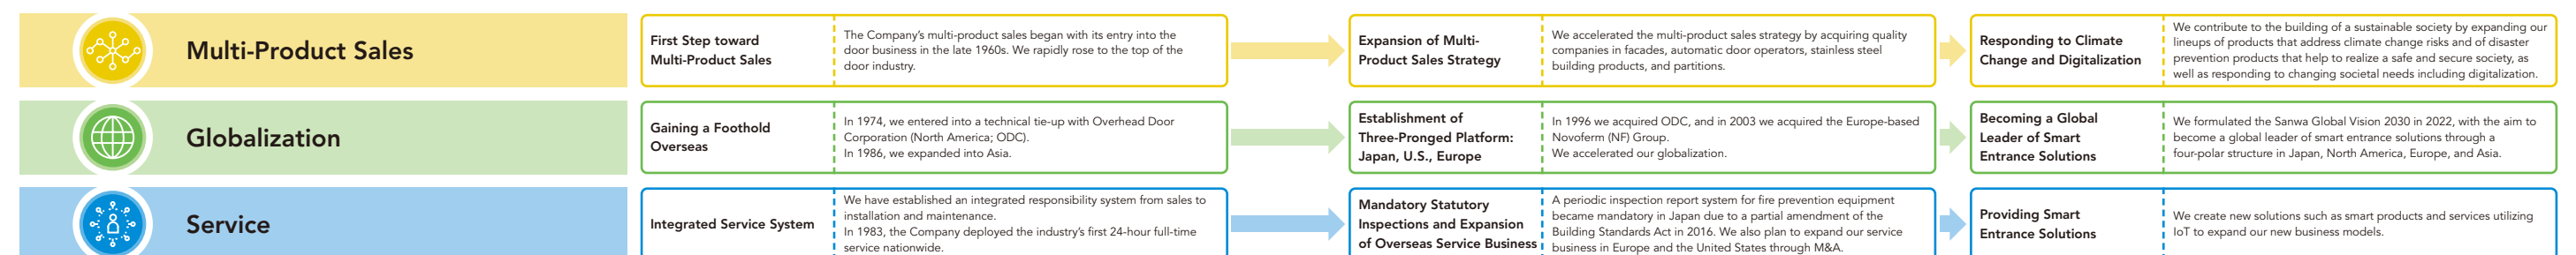 Multi-Product Sales
First Step toward
Multi-Product Sales
The Company's multi-product sales began with its entry into the
door business in the late 1960s. We rapidly rose to the top of the
door industry.
Expansion of Multi-
Product Sales Strategy
We accelerated the multi-product sales strategy by acquiring quality
companies in facades, automatic door operators, stainless steel
building products, and partitions.
Responding to Climate
Change and Digitalization
We contribute to the building of a sustainable society by expanding our
lineups of products that address climate change risks and of disaster
prevention products that help to realize a safe and secure society, as
well as responding to changing societal needs including digitalization.
Globalization
Gaining a Foothold
Overseas
In 1974, we entered into a technical tie-up with Overhead Door
Corporation (North America; ODC).
In 1986, we expanded into Asia.
Establishment of
Three-Pronged Platform:
Japan, U.S., Europe
In 1996 we acquired ODC, and in 2003 we acquired the Europe-based
Novoferm (NF) Group.
We accelerated our globalization.
Becoming a Global
Leader of Smart
Entrance Solutions
We formulated the Sanwa Global Vision 2030 in 2022, with the aim to
become a global leader of smart entrance solutions through a
four-polar structure in Japan, North America, Europe, and Asia.
Service
Integrated Service System
We have established an integrated responsibility system from sales to
installation and maintenance.
In 1983, the Company deployed the industry's first 24-hour full-time
service nationwide.
Mandatory Statutory
Inspections and Expansion
of Overseas Service Business
A periodic inspection report system for fire prevention equipment
became mandatory in Japan due to a partial amendment of the
Building Standards Act in 2016. We also plan to expand our service
business in Europe and the United States through M&A.
Providing Smart
Entrance Solutions
We create new solutions such as smart products and services utilizing
IoT to expand our new business models.